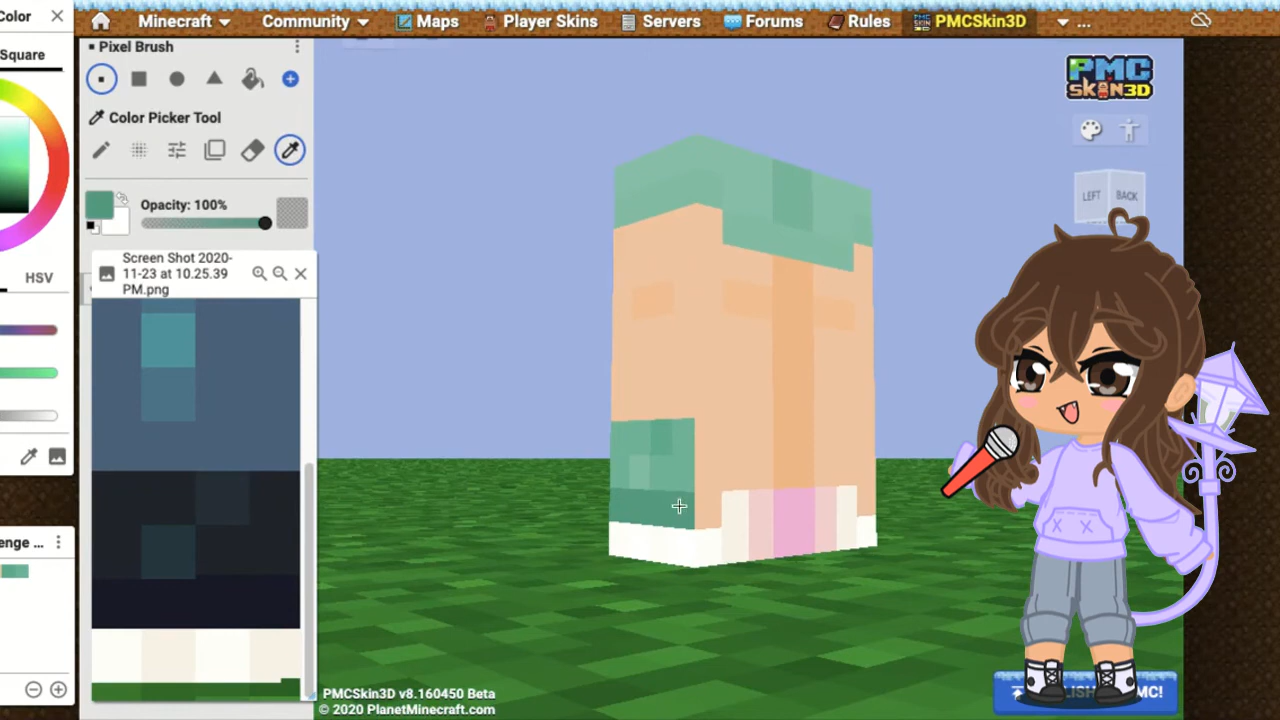 Color
Minecraft
Community
Maps
Player Skins
Servers
Forums
Rules
PMCSkin3D
...
Square
Pixel Brush
PMC
SKIN3D
Color Picker Tool
LEFT
BACK
Opacity: 100%
Screen Shot 2020-
11-23 at 10.25.39
PM.png
HSV
enge ...
PMCSkin3D v8.160450 Beta
© 2020 PlanetMinecraft.com
MC!